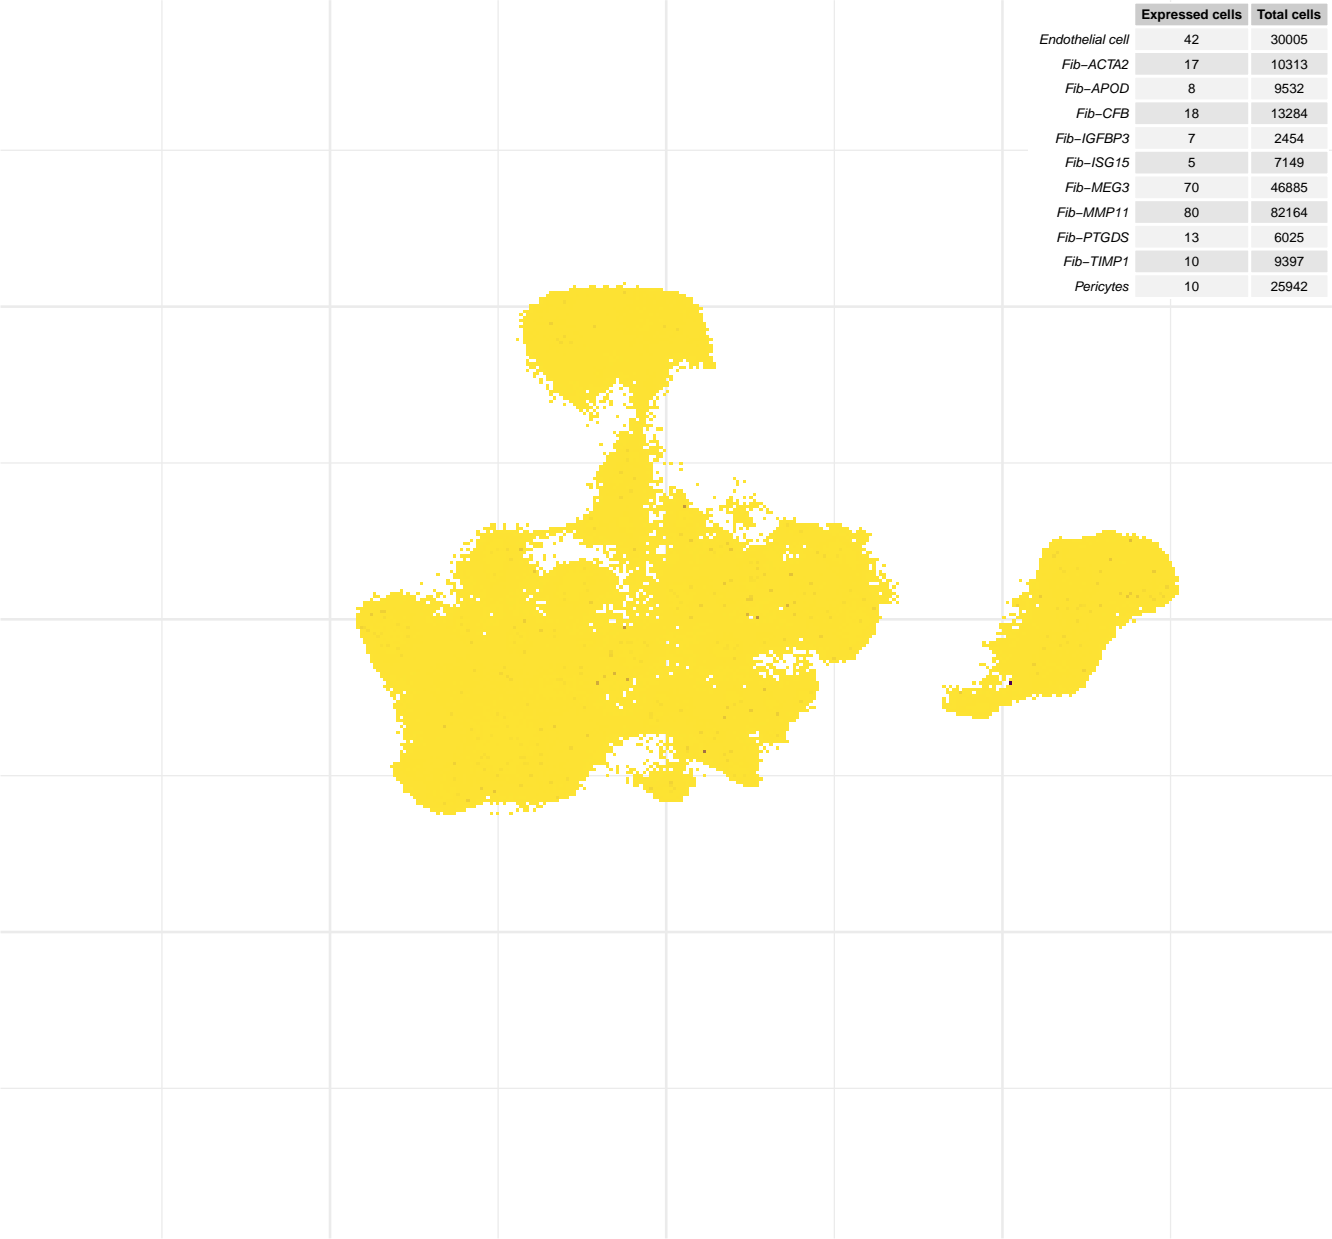 Expressed cells Total cells
Endothelial cell 42 30005
Fib−ACTA2 17 10313
Fib−APOD 8 9532
Fib−CFB 18 13284
Fib−IGFBP3 7 2454
Fib−ISG15 5 7149
Fib−MEG3 70 46885
Fib−MMP11 80 82164
Fib−PTGDS 13 6025
Fib−TIMP1 10 9397
Pericytes 10 25942